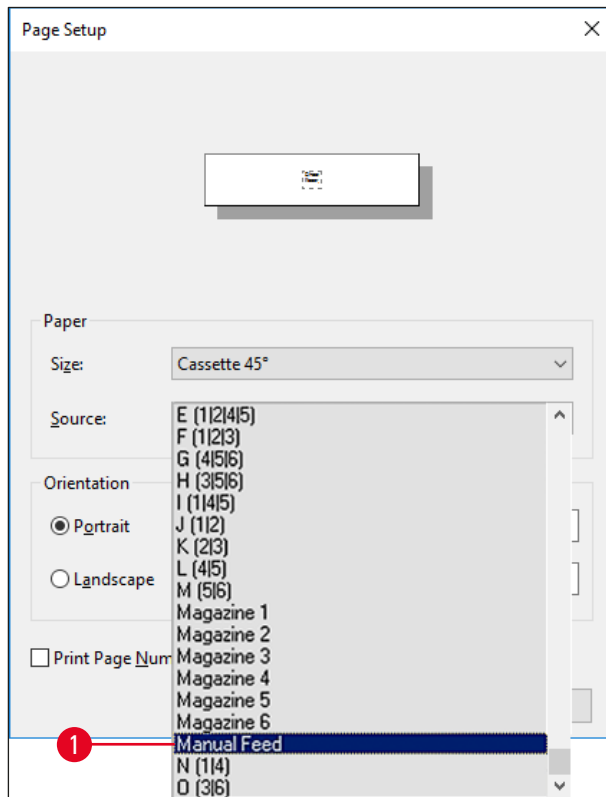 Page Setup
Paper
Size: Cassette 45°
Source:
E (1|2|4|5)
F (1|2|3)
G (4|5|6)
H (3|5|6)
I (1|4|5)
J (1|2)
K (2|3)
L (4|5)
M (5|6)
Magazine 1
Magazine 2
Magazine 3
Magazine 4
Magazine 5
Magazine 6
Manual Feed
N (1|4)
O (3|6)
Orientation
Portrait
Landscape
Print Page Num
1